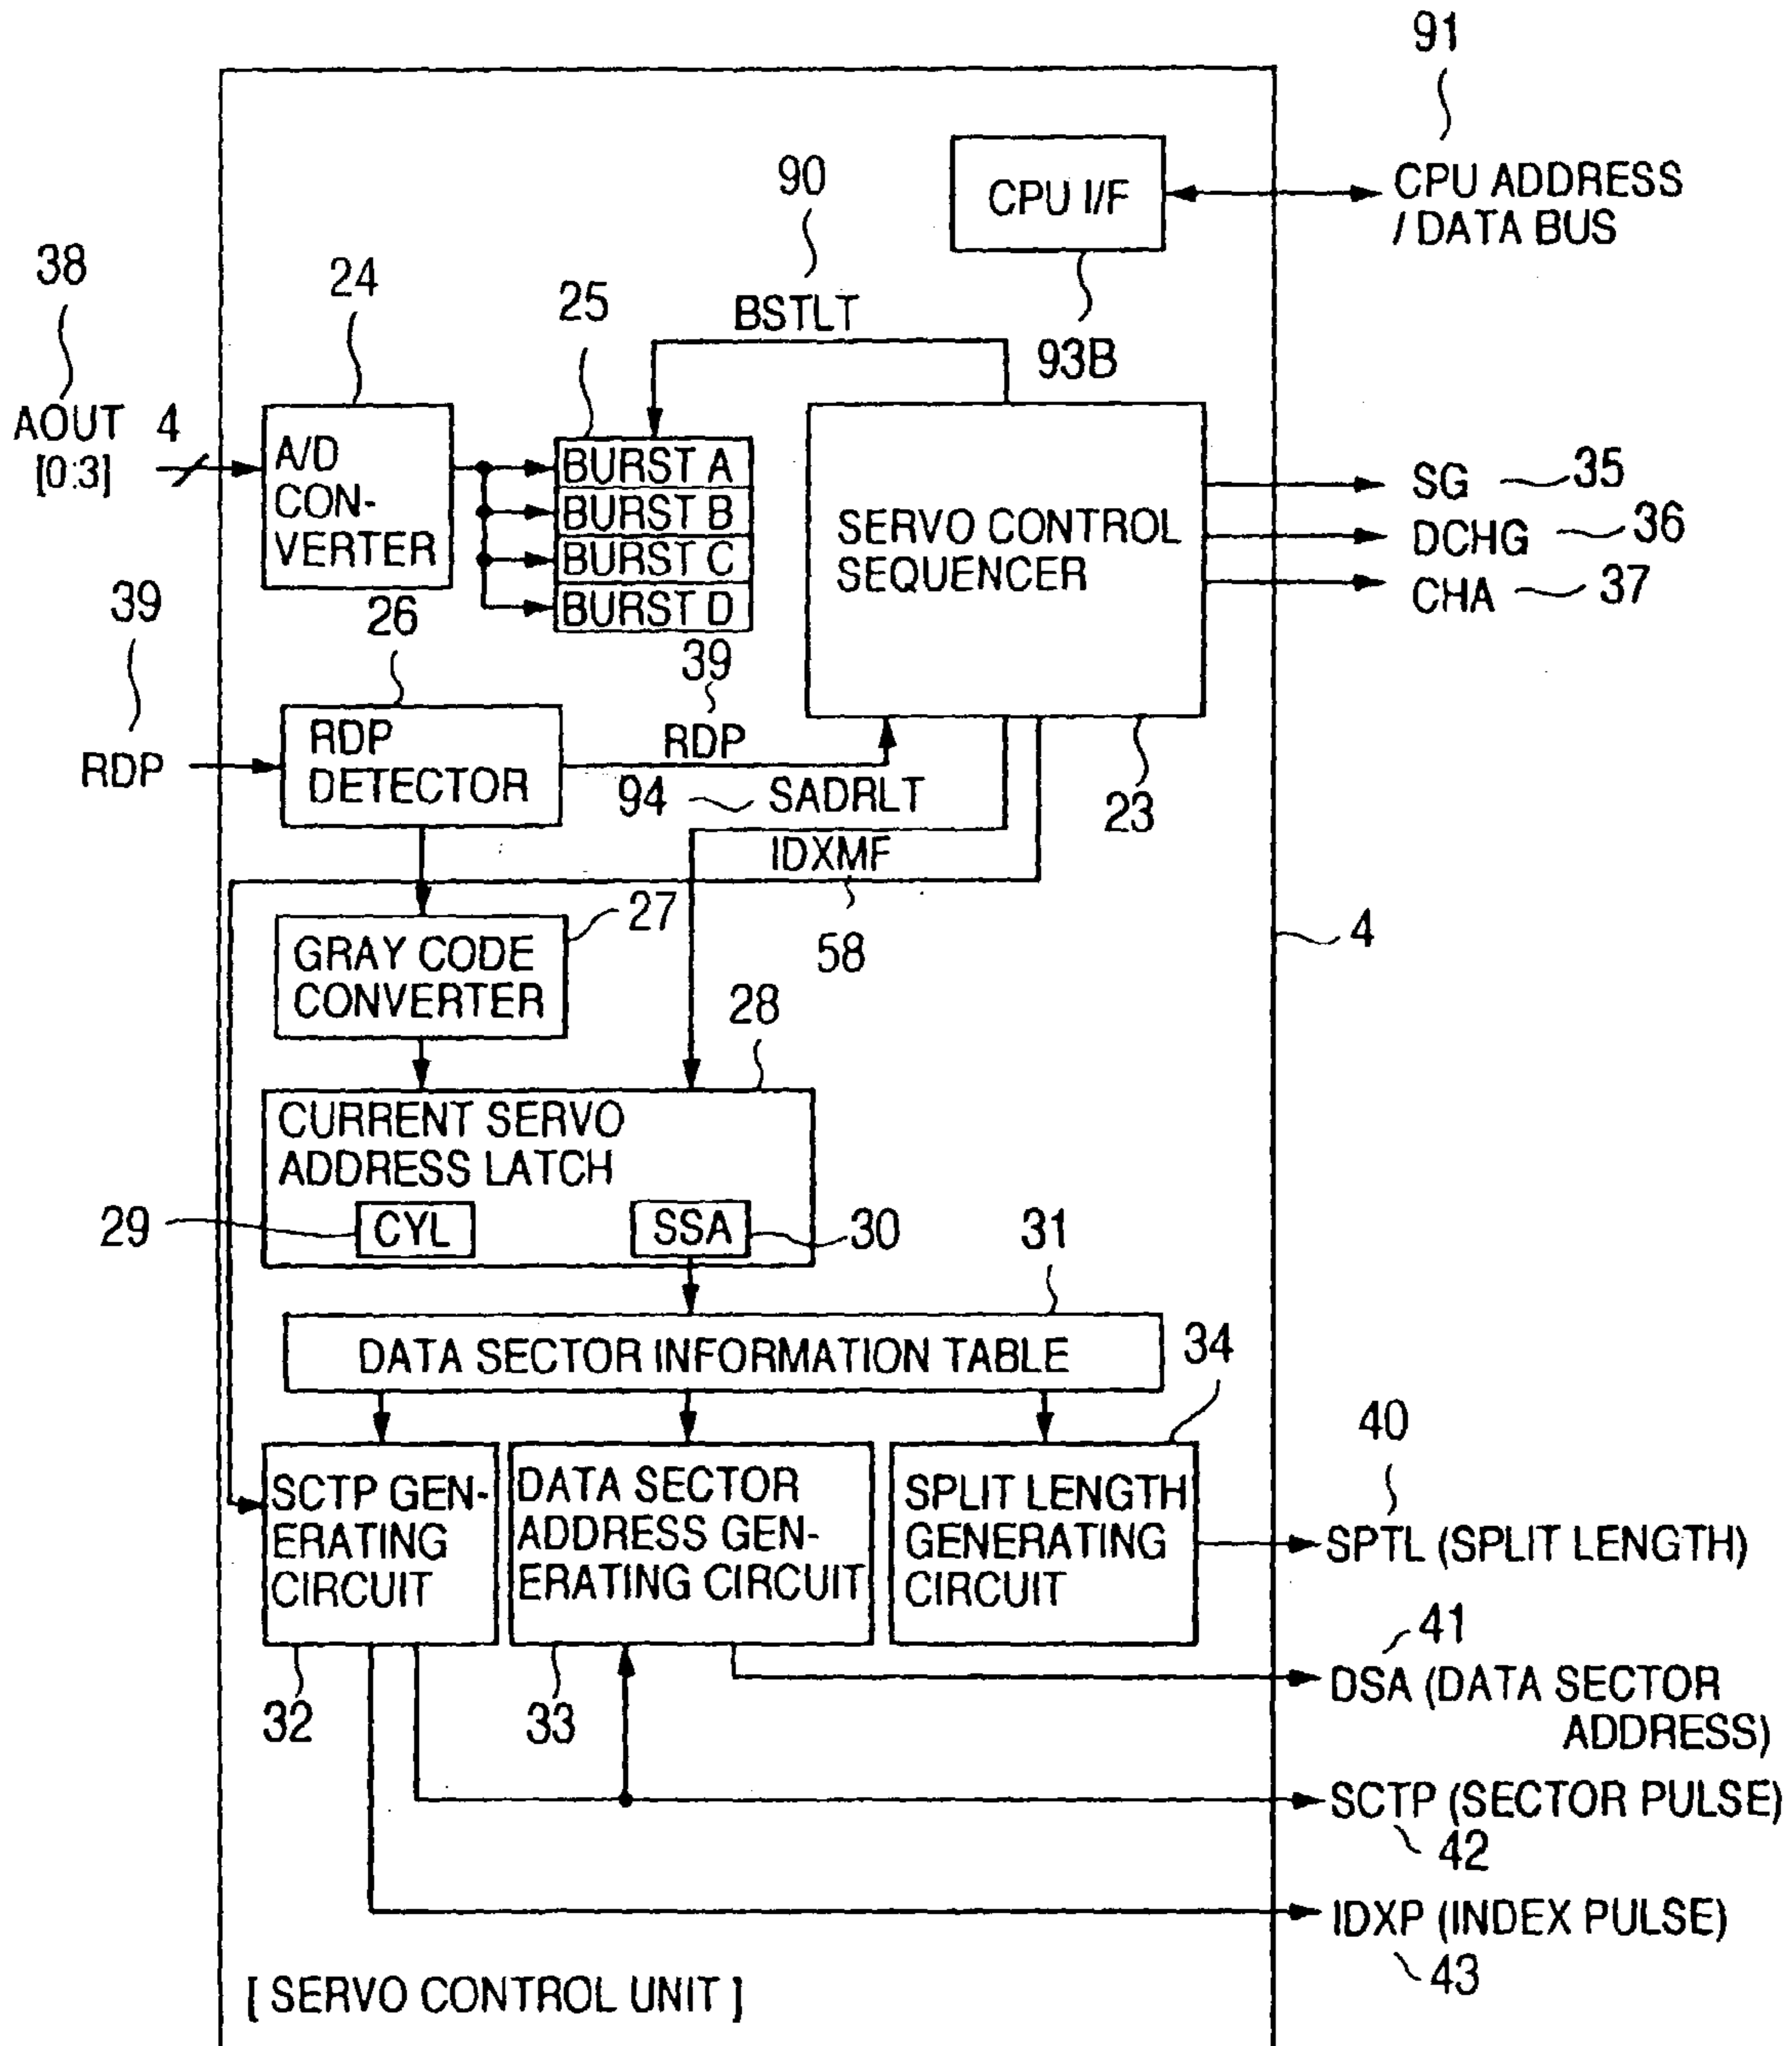 91
CPU I/F
CPU ADDRESS
/ DATA BUS
90
38
24
25
BSTLT
93B
AOUT
4
[0:3]
A/D
CON-
VERTER
BURST A
BURST B
BURST C
BURST D
SERVO CONTROL
SEQUENCER
SG
35
DCHG
36
CHA
37
39
26
39
RDP
RDP
DETECTOR
RDP
94
SADRLT
23
IDXMF
58
27
4
GRAY CODE
CONVERTER
28
CURRENT SERVO
ADDRESS LATCH
29
CYL
SSA
30
31
DATA SECTOR INFORMATION TABLE
34
SCTP GEN-
ERATING
CIRCUIT
DATA SECTOR
ADDRESS GEN-
ERATING CIRCUIT
SPLIT LENGTH
GENERATING
CIRCUIT
40
SPTL (SPLIT LENGTH)
32
33
41
DSA (DATA SECTOR
ADDRESS)
SCTP (SECTOR PULSE)
42
IDXP (INDEX PULSE)
43
[ SERVO CONTROL UNIT ]